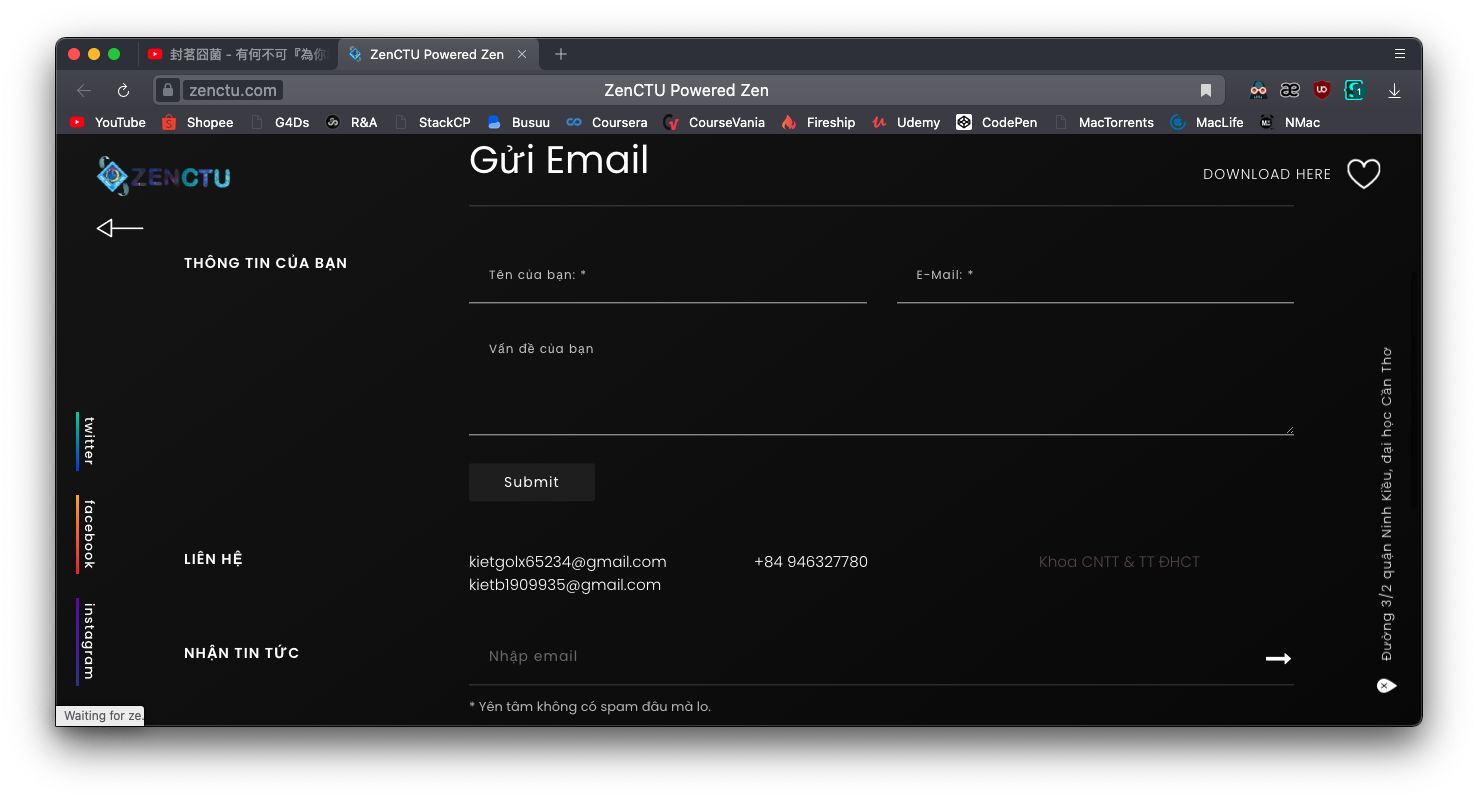 封茗囧菌 - 有何不可『為你
ZenCTU Powered Zen
zenctu.com
ZenCTU Powered Zen
YouTube
Shopee
G4Ds
R&A
StackCP
Busuu
Coursera
CourseVania
Fireship
Udemy
CodePen
MacTorrents
MacLife
NMac
ZENCTU
Gửi Email
DOWNLOAD HERE
THÔNG TIN CỦA BẠN
Tên của bạn: *
E-Mail: *
Vấn đề của bạn
Submit
twitter
facebook
instagram
Đường 3/2 quận Ninh Kiều, đại học Cần Thơ
LIÊN HỆ
kietgolx65234@gmail.com
+84 946327780
Khoa CNTT & TT ĐHCT
kietb1909935@gmail.com
NHẬN TIN TỨC
Nhập email
* Yên tâm không có spam đâu mà lo.
Waiting for ze.